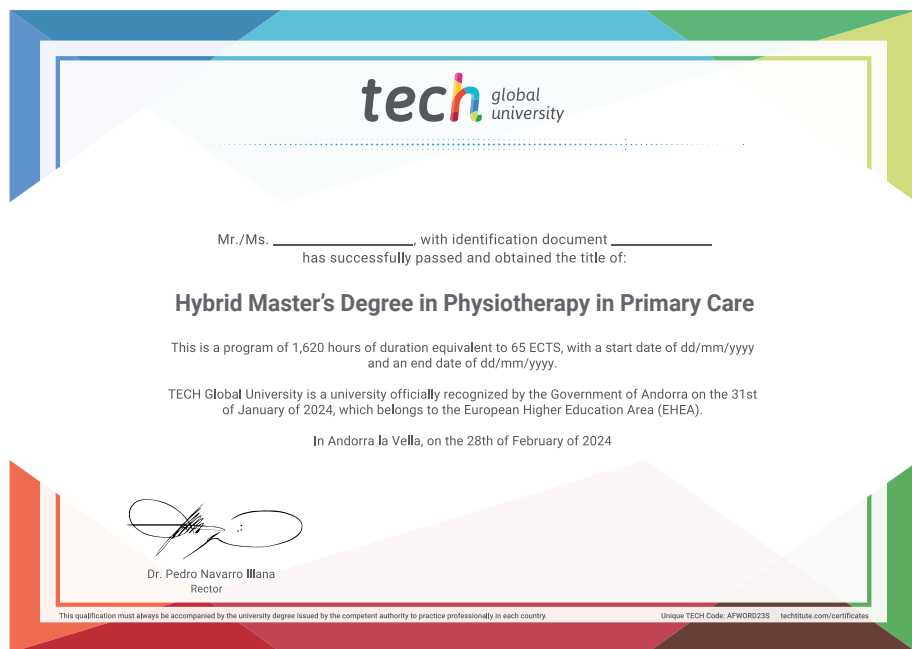 tech global university
Mr./Ms. ____________________, with identification document ______________
has successfully passed and obtained the title of:
Hybrid Master's Degree in Physiotherapy in Primary Care
This is a program of 1,620 hours of duration equivalent to 65 ECTS, with a start date of dd/mm/yyyy
and an end date of dd/mm/yyyy.
TECH Global University is a university officially recognized by the Government of Andorra on the 31st
of January of 2024, which belongs to the European Higher Education Area (EHEA).
In Andorra la Vella, on the 28th of February of 2024
Dr. Pedro Navarro Illana
Rector
This qualification must always be accompanied by the university degree issued by the competent authority to practice professionally in each country.
Unique TECH Code: AFWORD23S techtitute.com/certificates